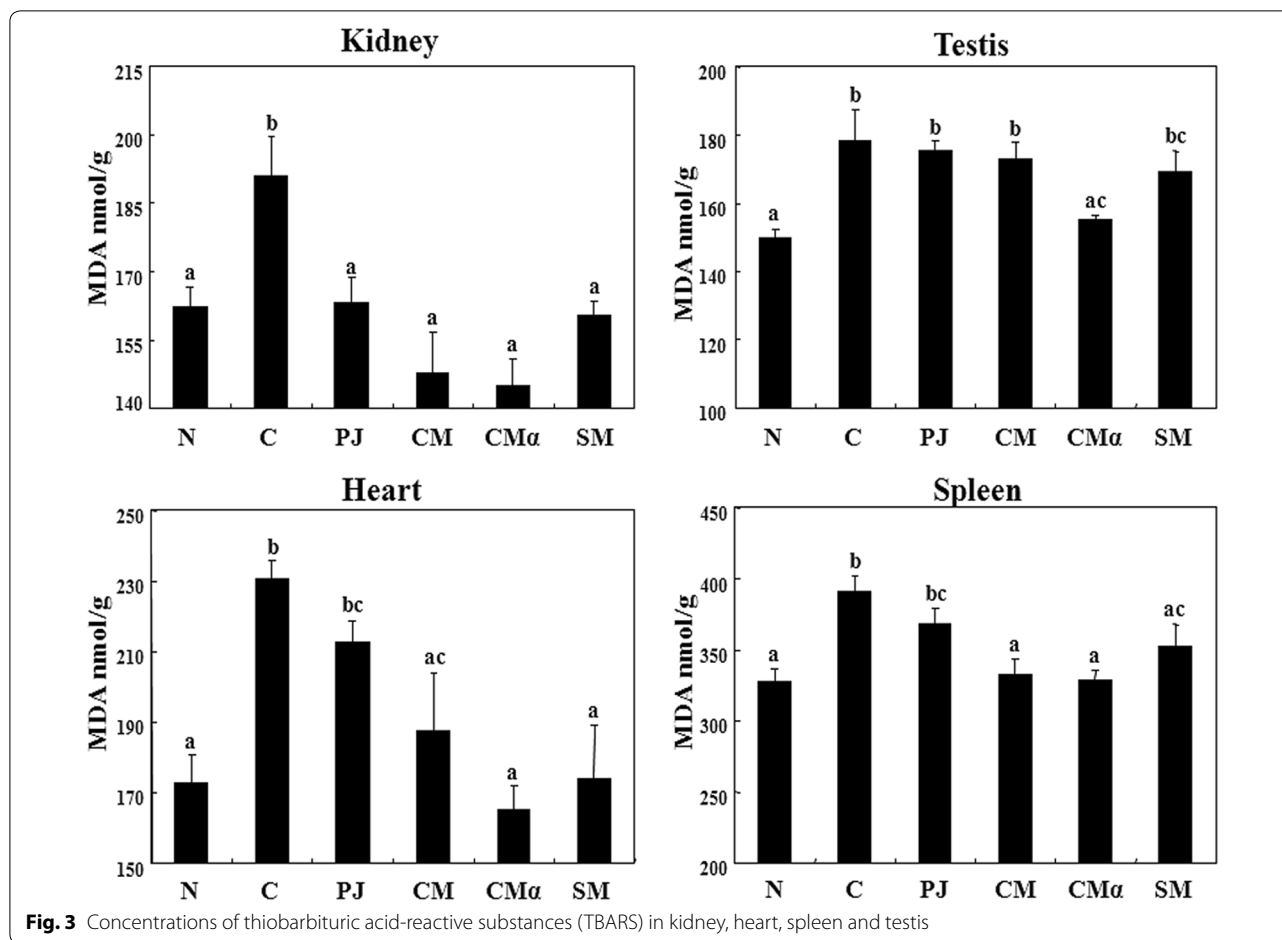 Kidney
MDA nmol/g
215
200
185
170
155
140
a
b
a
a
a
a
N C PJ CM CMα SM
Testis
MDA nmol/g
200
180
160
140
120
100
a
b
b
b
ac
bc
N C PJ CM CMα SM
Heart
MDA nmol/g
250
230
210
190
170
150
a
b
bc
ac
a
a
N C PJ CM CMα SM
Spleen
MDA nmol/g
450
400
350
300
250
200
a
b
bc
a
a
ac
N C PJ CM CMα SM
Fig. 3 Concentrations of thiobarbituric acid-reactive substances (TBARS) in kidney, heart, spleen and testis